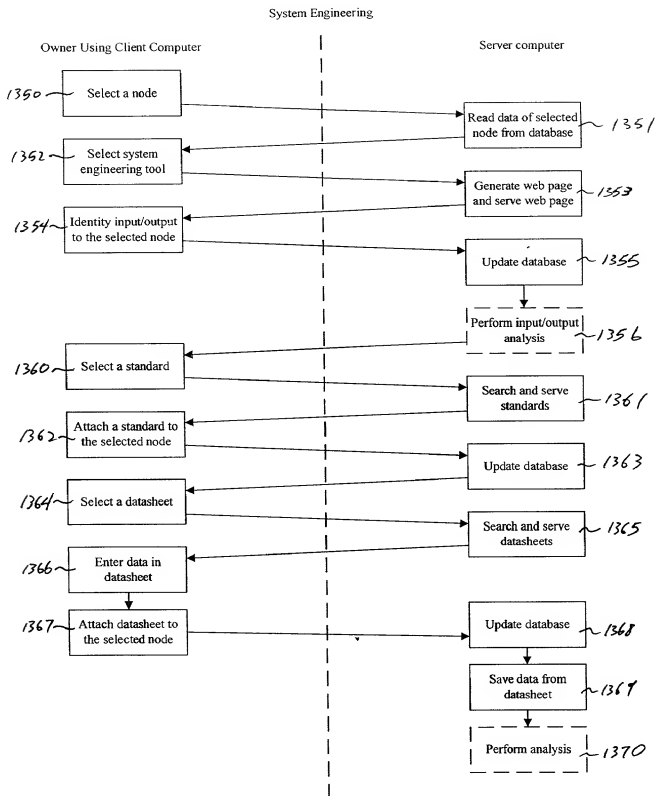 System Engineering
Owner Using Client Computer
Server computer
1350
Select a node
Read data of selected
node from database
1351
1352
Select system
engineering tool
Generate web page
and serve web page
1353
1354
Identity input/output
to the selected node
Update database
1355
Perform input/output
analysis
1356
1360
Select a standard
Search and serve
standards
1361
1362
Attach a standard to
the selected node
Update database
1363
1364
Select a datasheet
Search and serve
datasheets
1365
1366
Enter data in
datasheet
1367
Attach datasheet to
the selected node
Update database
1368
Save data from
datasheet
1369
Perform analysis
1370